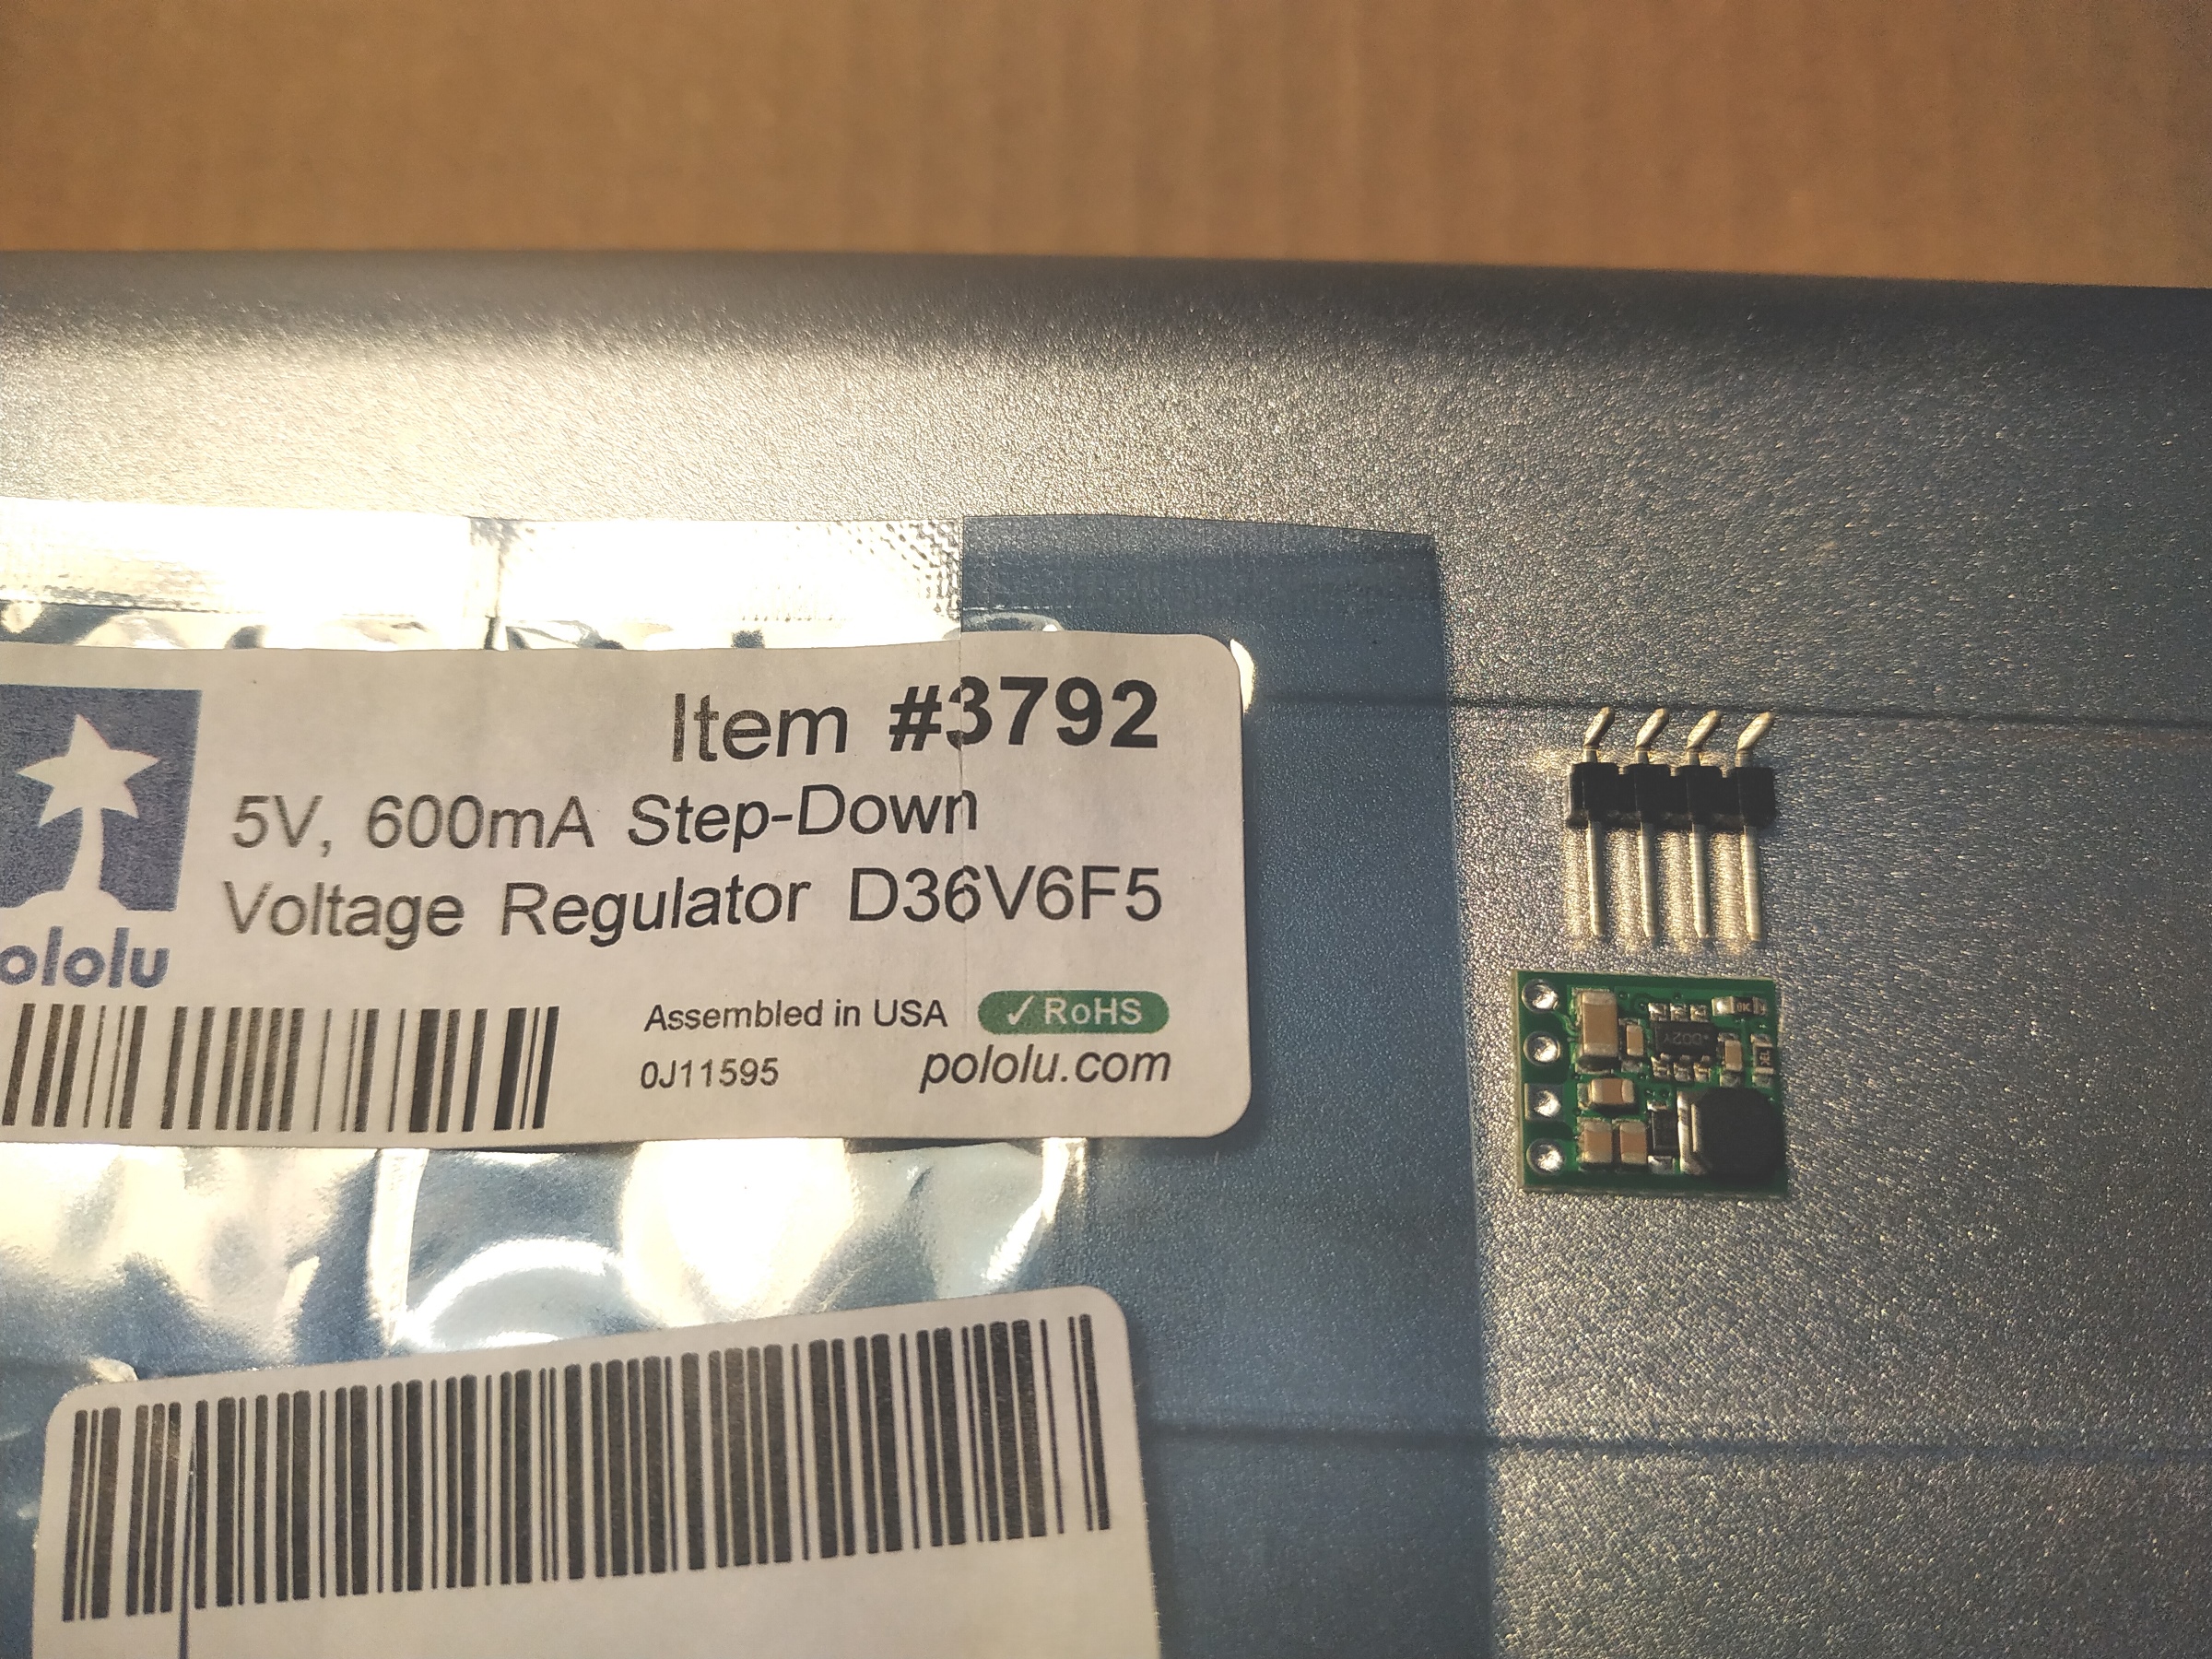 Item #3792
5V, 600mA Step-Down
Voltage Regulator D36V6F5
ololu
Assembled in USA ✓ RoHS
0J11595 pololu.com